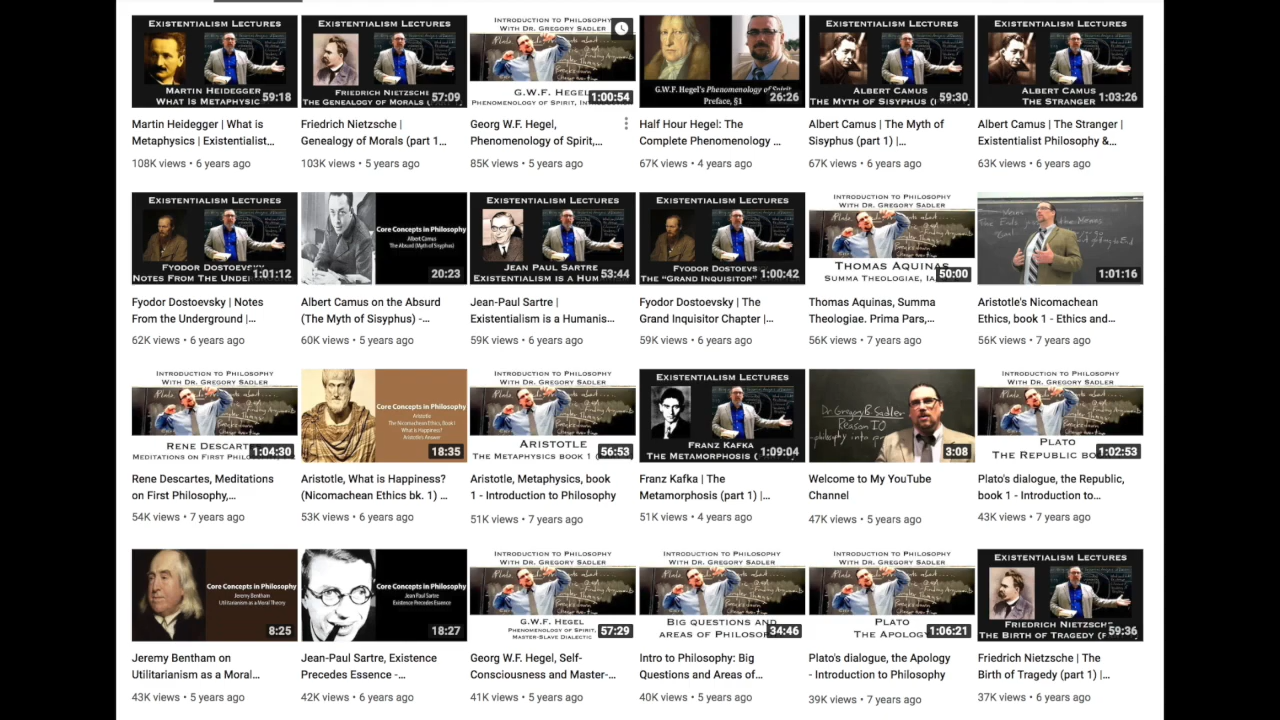 EXISTENTIALISM LECTURES
MARTIN HEIDEGGER
WHAT IS METAPHYSIC
59:18
Martin Heidegger | What is
Metaphysics | Existentialist...
108K views • 6 years ago
EXISTENTIALISM LECTURES
FRIEDRICH NIETZSCHE
THE GENEALOGY OF MORALS
57:09
Friedrich Nietzsche |
Genealogy of Morals (part 1...
103K views • 5 years ago
INTRODUCTION TO PHILOSOPHY
WITH DR. GREGORY SADLER
G.W.F. HEGEL
PHENOMENOLOGY OF SPIRIT,
1:00:54
Georg W.F. Hegel,
Phenomenology of Spirit,...
85K views • 5 years ago
G.W.F. Hegel's Phenomenology of Spirit
Preface, §1
26:26
Half Hour Hegel: The
Complete Phenomenology ...
67K views • 4 years ago
EXISTENTIALISM LECTURES
ALBERT CAMUS
THE MYTH OF SISYPHUS
59:30
Albert Camus | The Myth of
Sisyphus (part 1) |...
67K views • 6 years ago
EXISTENTIALISM LECTURES
ALBERT CAMUS
THE STRANGER
1:03:26
Albert Camus | The Stranger |
Existentialist Philosophy &...
63K views • 6 years ago
EXISTENTIALISM LECTURES
FYODOR DOSTOEV
NOTES FROM THE UNDE
1:01:12
Fyodor Dostoevsky | Notes
From the Underground |...
62K views • 6 years ago
Core Concepts in Philosophy
Albert Camus
The Absurd (Myth of Sisyphus)
20:23
Albert Camus on the Absurd
(The Myth of Sisyphus) -...
60K views • 5 years ago
EXISTENTIALISM LECTURES
JEAN PAUL SARTRE
EXISTENTIALISM IS A HUM
53:44
Jean-Paul Sartre |
Existentialism is a Humanis...
59K views • 6 years ago
EXISTENTIALISM LECTURES
FYODOR DOSTOEVS
THE "GRAND INQUISITOR"
1:00:42
Fyodor Dostoevsky | The
Grand Inquisitor Chapter |...
59K views • 6 years ago
INTRODUCTION TO PHILOSOPHY
WITH DR. GREGORY SADLER
THOMAS AQUINAS
SUMMA THEOLOGIAE, IA
50:00
Thomas Aquinas, Summa
Theologiae. Prima Pars,...
56K views • 7 years ago
1:01:16
Aristotle's Nicomachean
Ethics, book 1 - Ethics and...
56K views • 7 years ago
INTRODUCTION TO PHILOSOPHY
WITH DR. GREGORY SADLER
RENE DESCART
MEDITATIONS ON FIRST PHILO
1:04:30
Rene Descartes, Meditations
on First Philosophy,...
54K views • 7 years ago
Core Concepts in Philosophy
Aristotle
The Nicomachean Ethics, Book I
What is Happiness?
Aristotle's Answer
18:35
Aristotle, What is Happiness?
(Nicomachean Ethics bk. 1) ...
53K views • 6 years ago
INTRODUCTION TO PHILOSOPHY
WITH DR. GREGORY SADLER
ARISTOTLE
THE METAPHYSICS BOOK 1
56:53
Aristotle, Metaphysics, book
1 - Introduction to Philosophy
51K views • 7 years ago
EXISTENTIALISM LECTURES
FRANZ KAFKA
THE METAMORPHOSIS
1:09:04
Franz Kafka | The
Metamorphosis (part 1) |...
51K views • 4 years ago
Dr Gregory B Sadler
Reason IO
philosophy into
3:08
Welcome to My YouTube
Channel
47K views • 5 years ago
INTRODUCTION TO PHILOSOPHY
WITH DR. GREGORY SADLER
PLATO
THE REPUBLIC BO
1:02:53
Plato's dialogue, the Republic,
book 1 - Introduction to...
43K views • 7 years ago
Core Concepts in Philosophy
Jeremy Bentham
Utilitarianism as a Moral Theory
8:25
Jeremy Bentham on
Utilitarianism as a Moral...
43K views • 5 years ago
Core Concepts in Philosophy
Jean Paul Sartre
Existence Precedes Essence
18:27
Jean-Paul Sartre, Existence
Precedes Essence -...
42K views • 6 years ago
INTRODUCTION TO PHILOSOPHY
WITH DR. GREGORY SADLER
G.W.F. HEGEL
PHENOMENOLOGY OF SPIRIT,
MASTER-SLAVE DIALECTIC
57:29
Georg W.F. Hegel, Self-
Consciousness and Master-...
41K views • 5 years ago
INTRODUCTION TO PHILOSOPHY
WITH DR. GREGORY SADLER
BIG QUESTIONS AND
AREAS OF PHILOSO
34:46
Intro to Philosophy: Big
Questions and Areas of...
40K views • 5 years ago
INTRODUCTION TO PHILOSOPHY
WITH DR. GREGORY SADLER
PLATO
THE APOLOGY
1:06:21
Plato's dialogue, the Apology
- Introduction to Philosophy
39K views • 7 years ago
EXISTENTIALISM LECTURES
FRIEDRICH NIETZSCHE
THE BIRTH OF TRAGEDY
59:36
Friedrich Nietzsche | The
Birth of Tragedy (part 1) |...
37K views • 6 years ago